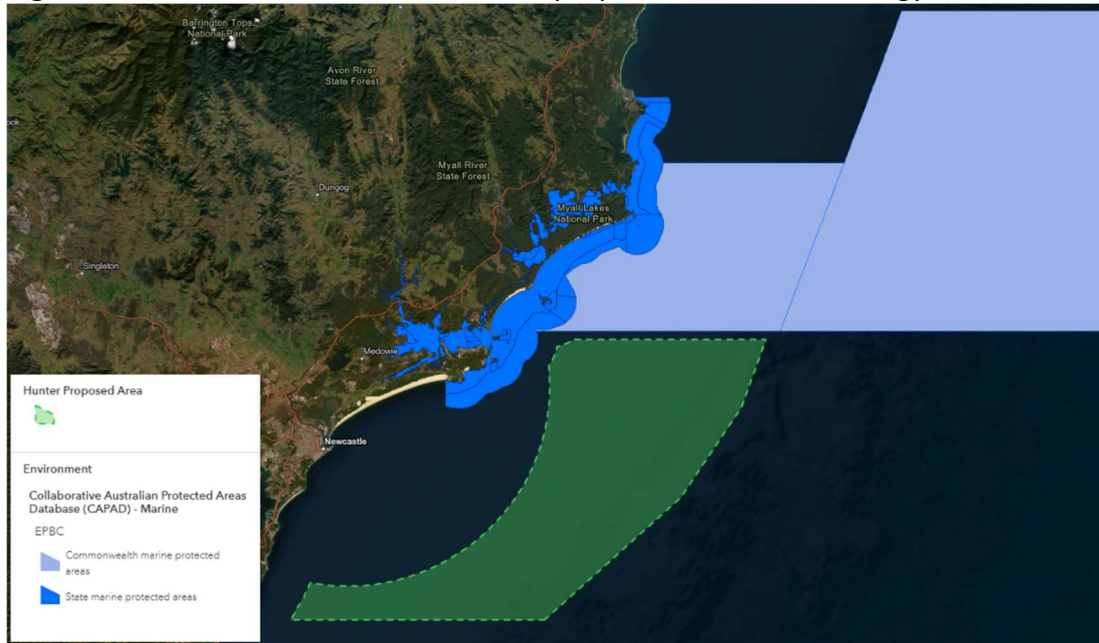 Barrington Tops
National Park
Avon River
State Forest
ook
Myall River
State Forest
Dungog
Myall Lakes
National Park
Singleton
Medowie
Newcastle
Hunter Proposed Area
Environment
Collaborative Australian Protected Areas
Database (CAPAD) - Marine
EPBC
Commonwealth marine protected
areas
State marine protected areas